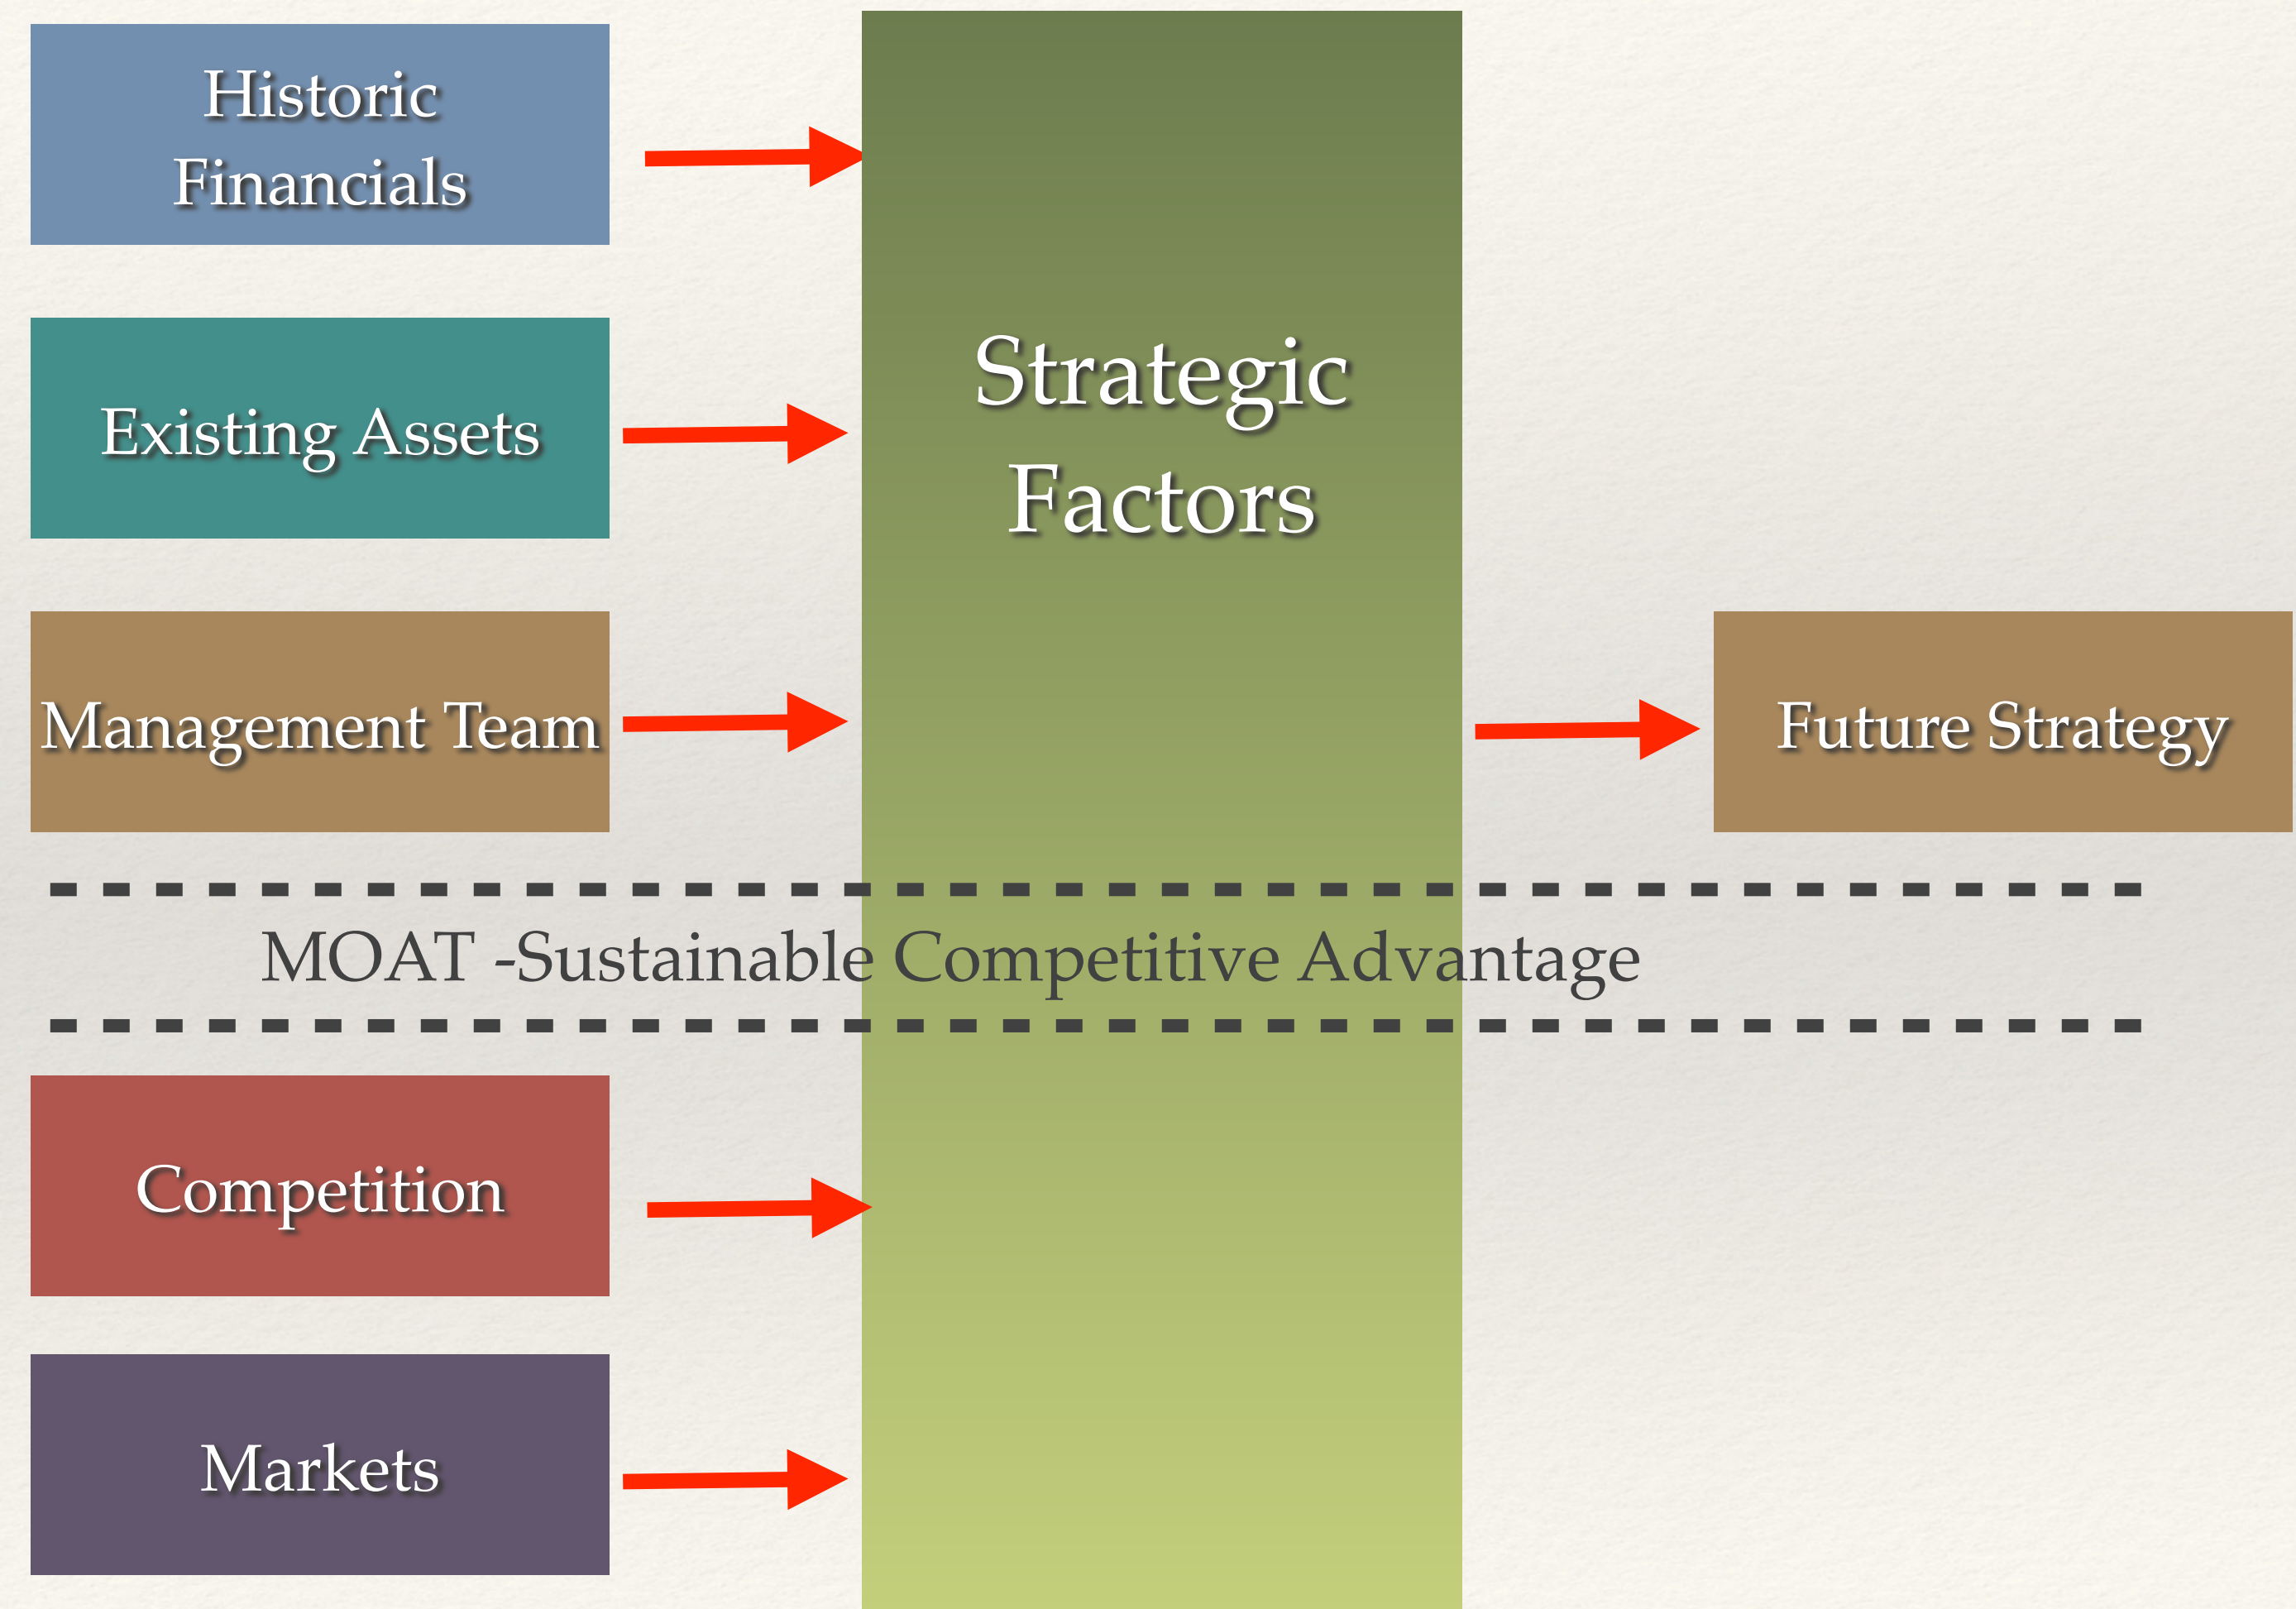 Historic
Financials
Existing Assets
Management Team
Strategic
Factors
Future Strategy
MOAT -Sustainable Competitive Advantage
Competition
Markets